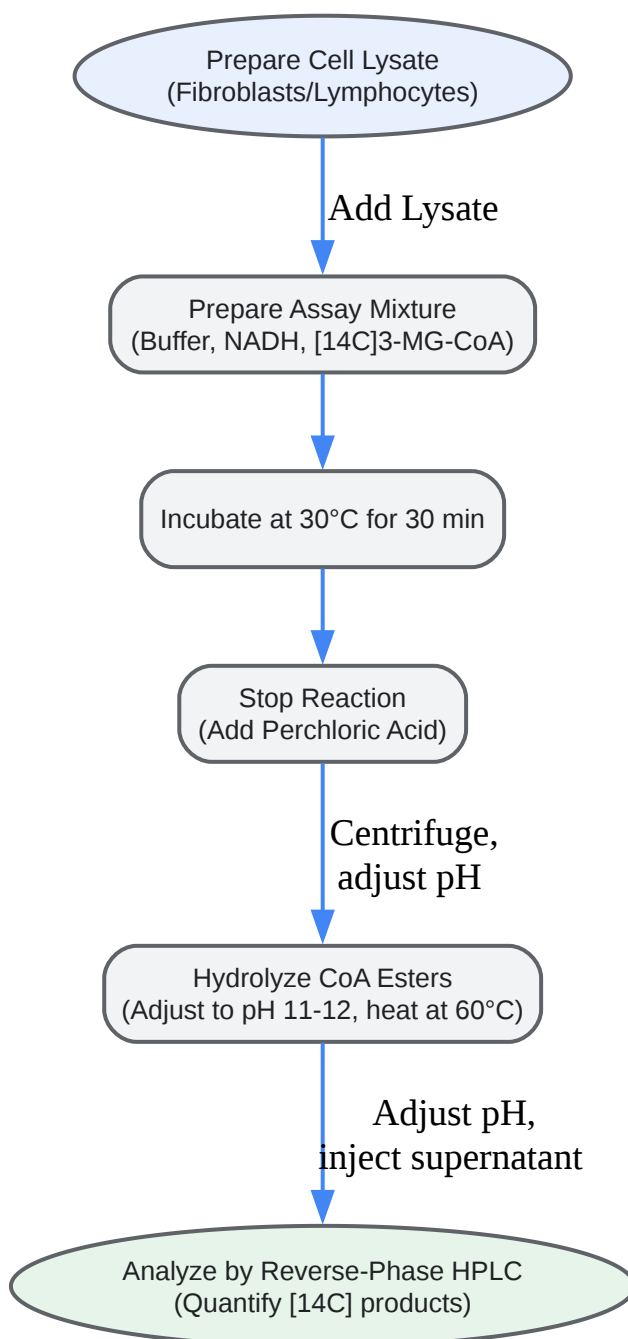 Prepare Cell Lysate
(Fibroblasts/Lymphocytes)
Add Lysate
Prepare Assay Mixture
(Buffer, NADH, [14C]3-MG-CoA)
Incubate at 30°C for 30 min
Stop Reaction
(Add Perchloric Acid)
Centrifuge,
adjust pH
Hydrolyze CoA Esters
(Adjust to pH 11-12, heat at 60°C)
Adjust pH,
inject supernatant
Analyze by Reverse-Phase HPLC
(Quantify [14C] products)